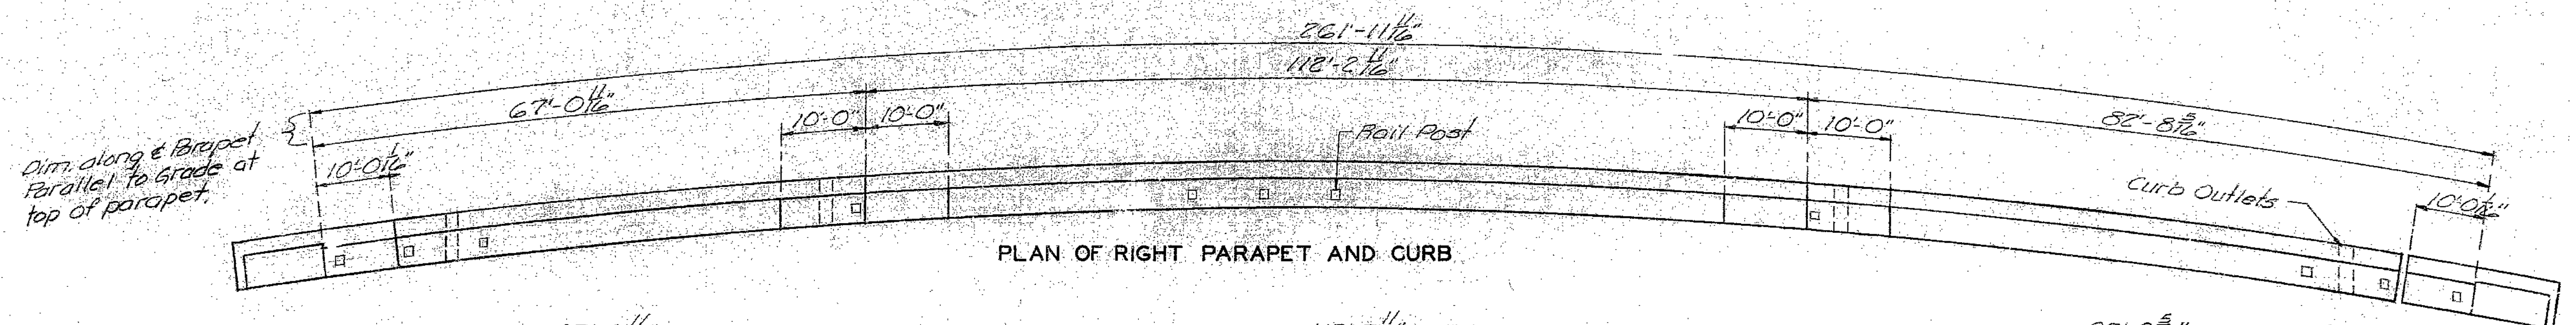 261'-11 11/16"
112'-2 11/16"
67'-0 11/16"
82'-8 5/16"
10'-0"
10'-0"
10'-0"
10'-0"
Rail Post
Dim. along ℄ Parapet
Parallel to Grade at
top of parapet.
10'-0 1/16"
Curb Outlets
10'-0 1/16"
PLAN OF RIGHT PARAPET AND CURB